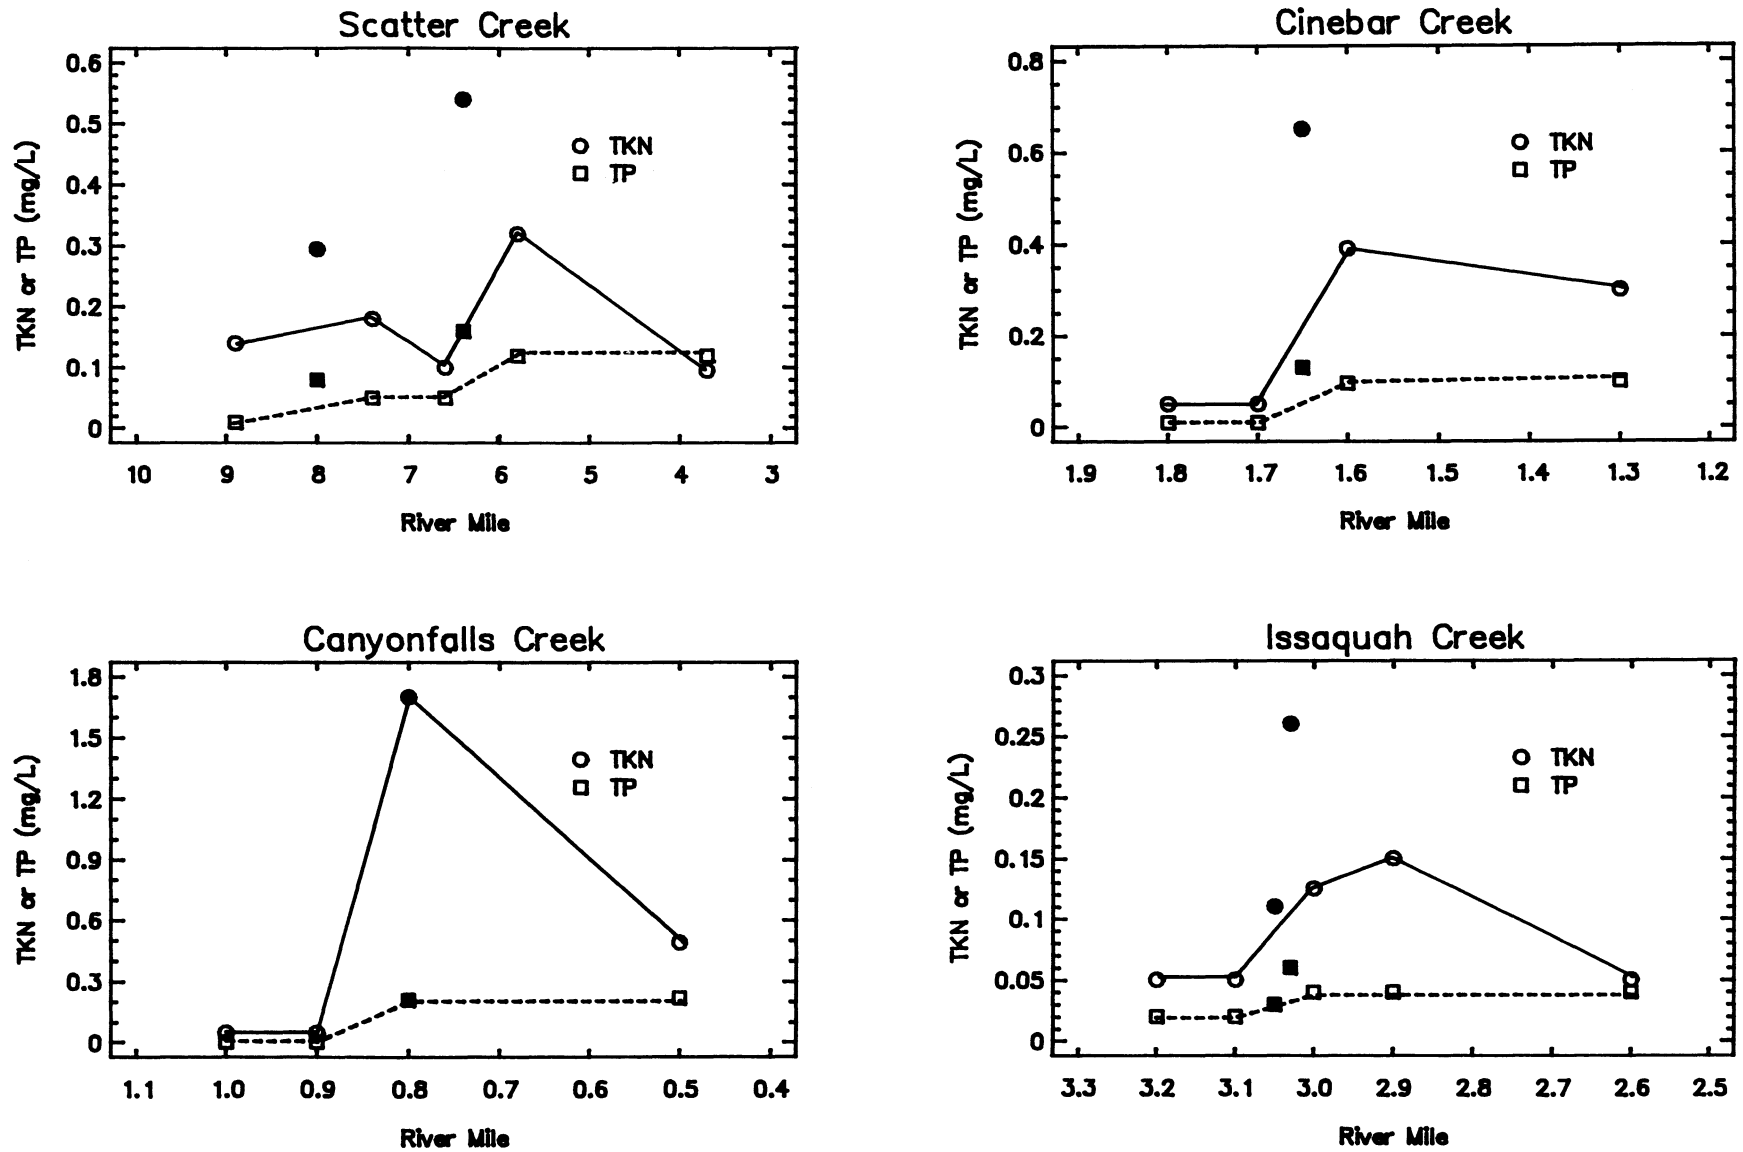 Scatter Creek
0.6
0.5
0.4
0.3
0.2
0.1
0
TKN or TP (mg/L)
TKN
TP
10 9 8 7 6 5 4 3
River Mile
Cinebar Creek
0.8
0.6
0.4
0.2
0
TKN or TP (mg/L)
TKN
TP
1.9 1.8 1.7 1.6 1.5 1.4 1.3 1.2
River Mile
Canyonfalls Creek
1.8
1.5
1.2
0.9
0.6
0.3
0
TKN or TP (mg/L)
TKN
TP
1.1 1.0 0.9 0.8 0.7 0.6 0.5 0.4
River Mile
Issaquah Creek
0.3
0.25
0.2
0.15
0.1
0.05
0
TKN or TP (mg/L)
TKN
TP
3.3 3.2 3.1 3.0 2.9 2.8 2.7 2.6 2.5
River Mile